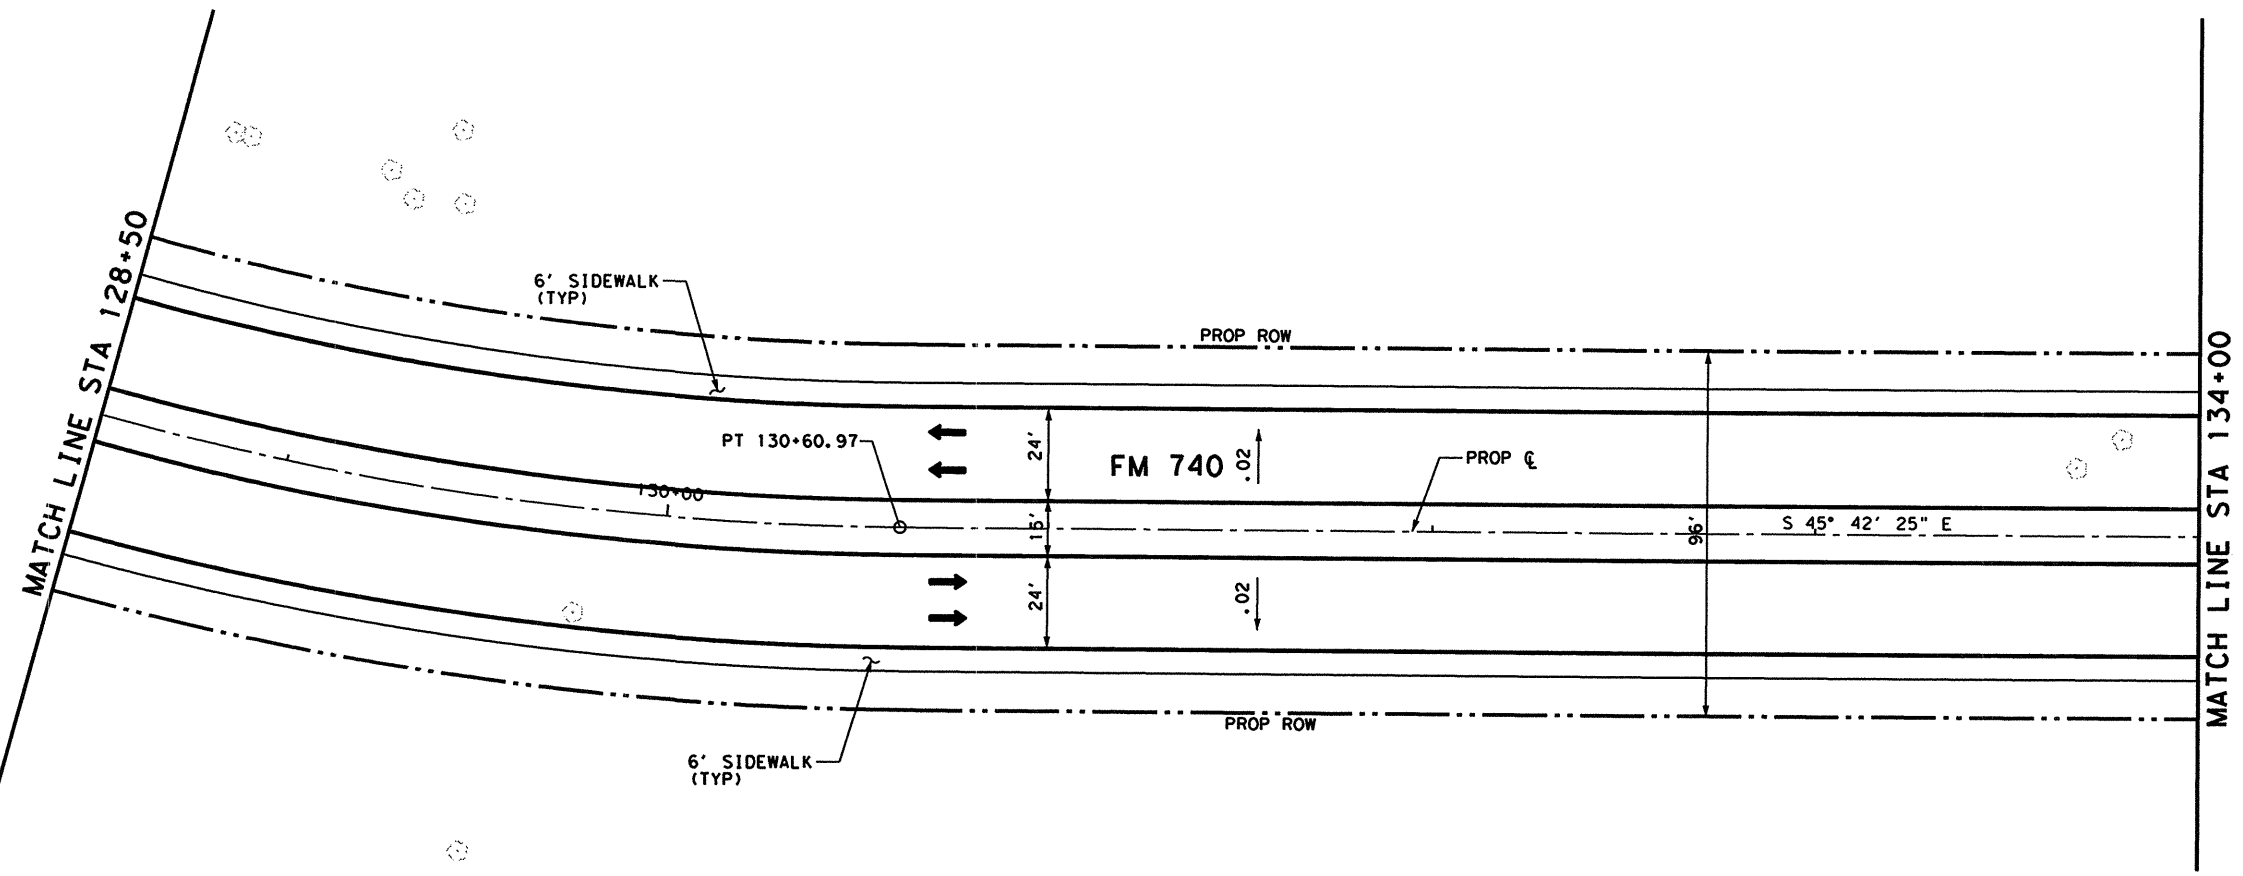 MATCH LINE STA 128+50
6' SIDEWALK
(TYP)
PROP ROW
PT 130+60.97
24'
FM 740
.02
PROP ℄
130+00
16'
96'
S 45° 42' 25" E
24'
.02
PROP ROW
6' SIDEWALK
(TYP)
MATCH LINE STA 134+00